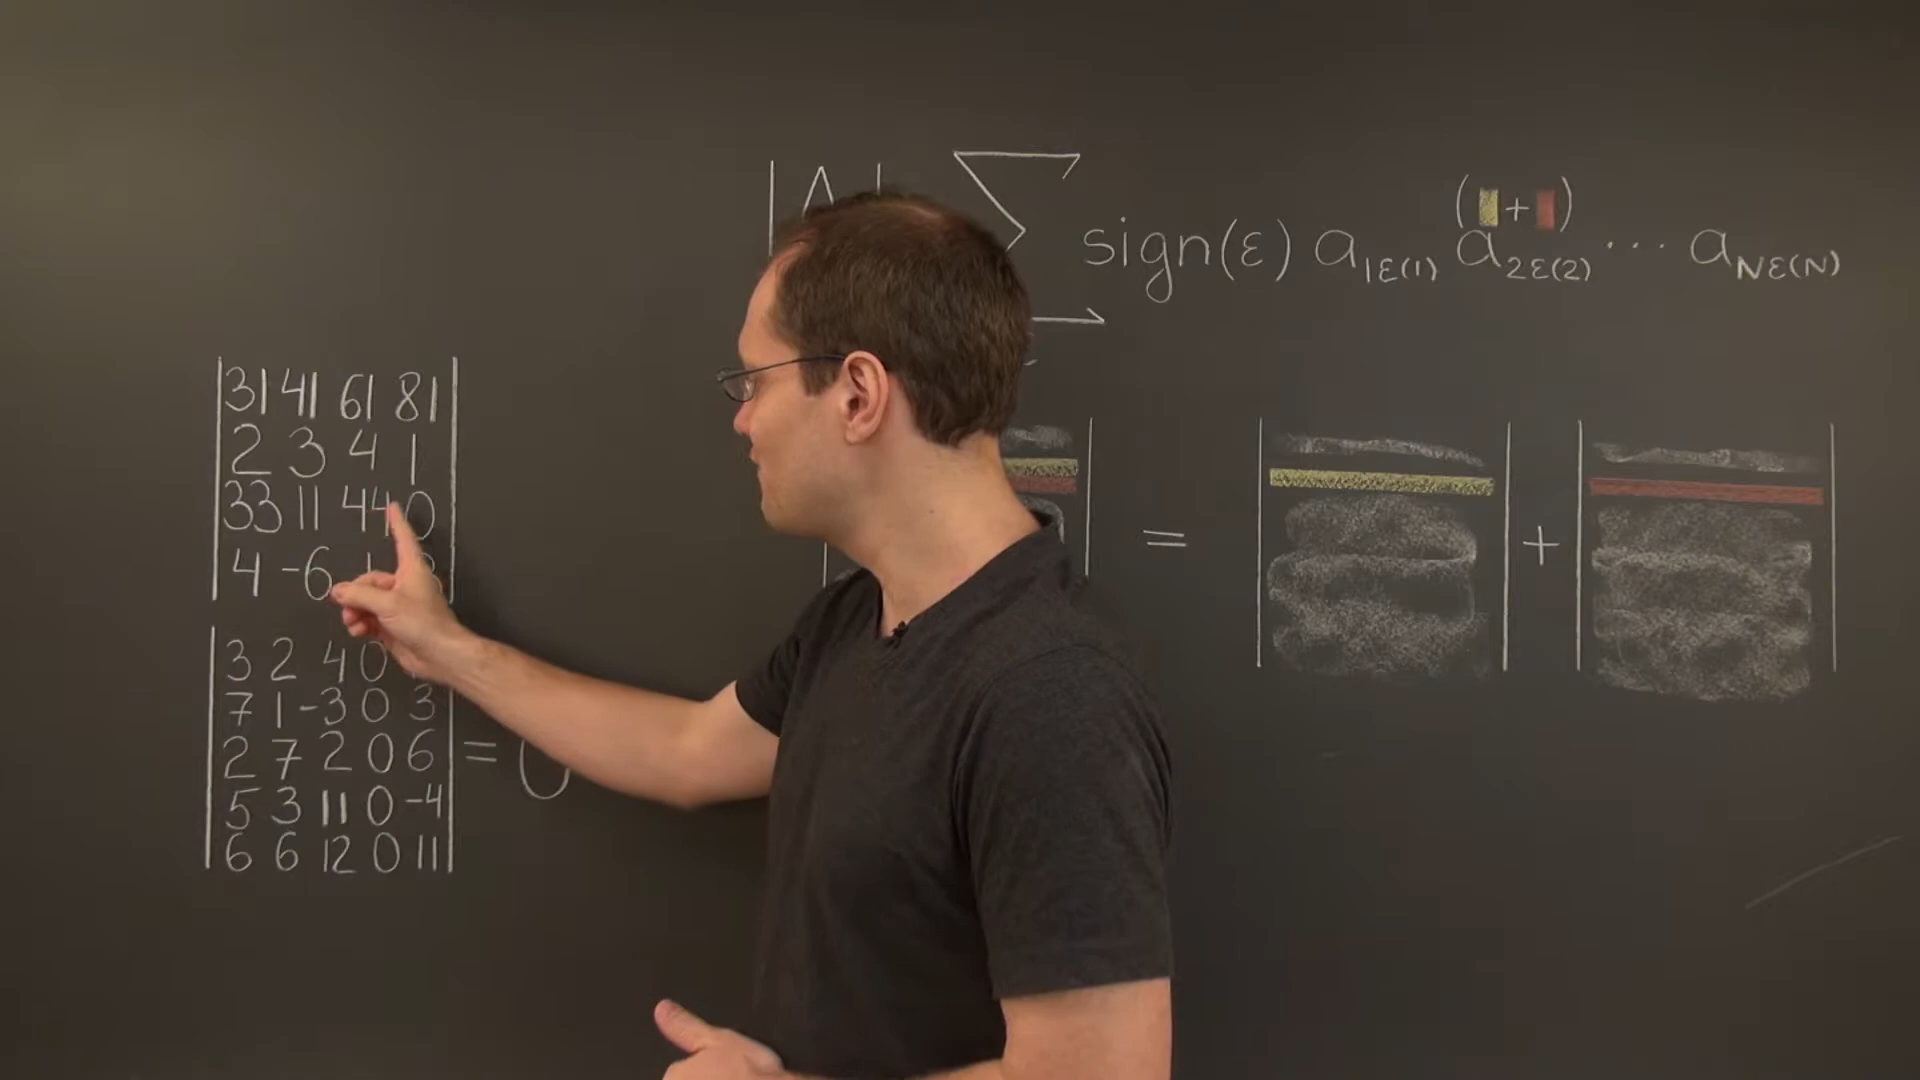 |A| Σ sign(ε) a₁ε(1) a₂ε(2) ··· aNε(N)
( + )
31 41 61 81
2 3 4 1
33 11 44 0
4 -6
3 2 4 0
7 1 -3 0 3
2 7 2 0 6 = 0
5 3 11 0 -4
6 6 12 0 11
= +